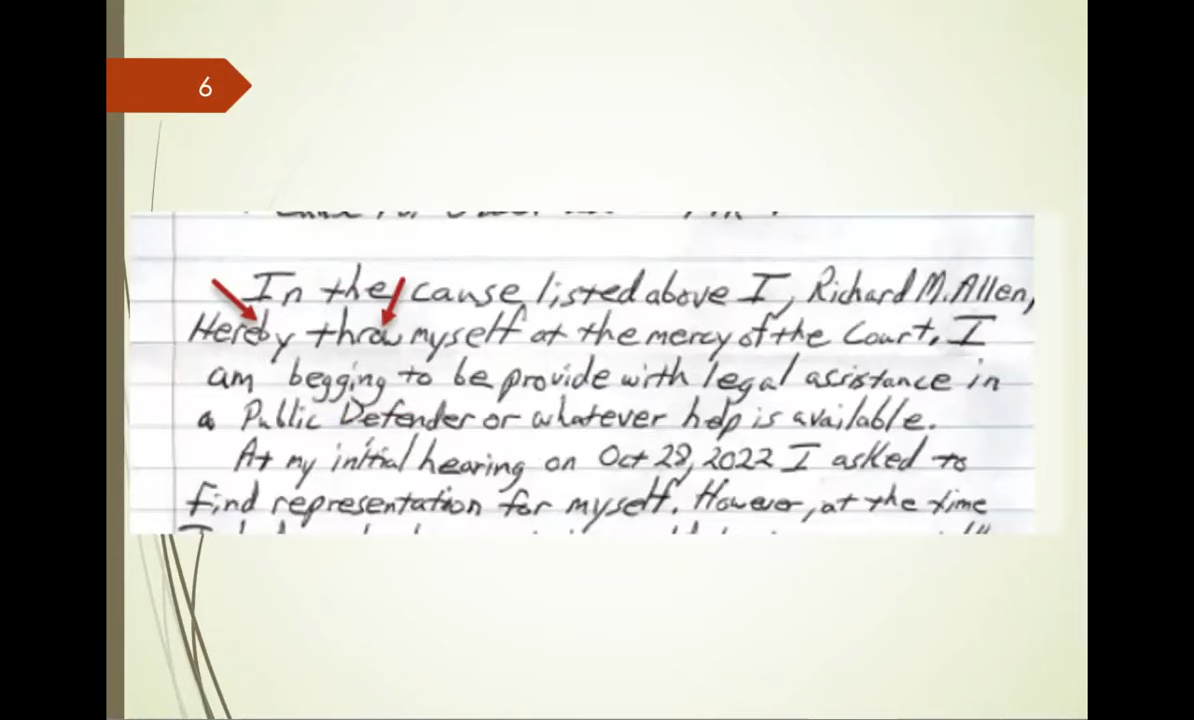 6
In the cause listed above I, Richard M. Allen,
Hereby throw myself at the mercy of the Court. I
am begging to be provide with legal assistance in
a Public Defender or whatever help is available.
At my initial hearing on Oct 28, 2022 I asked to
find representation for myself. However, at the time